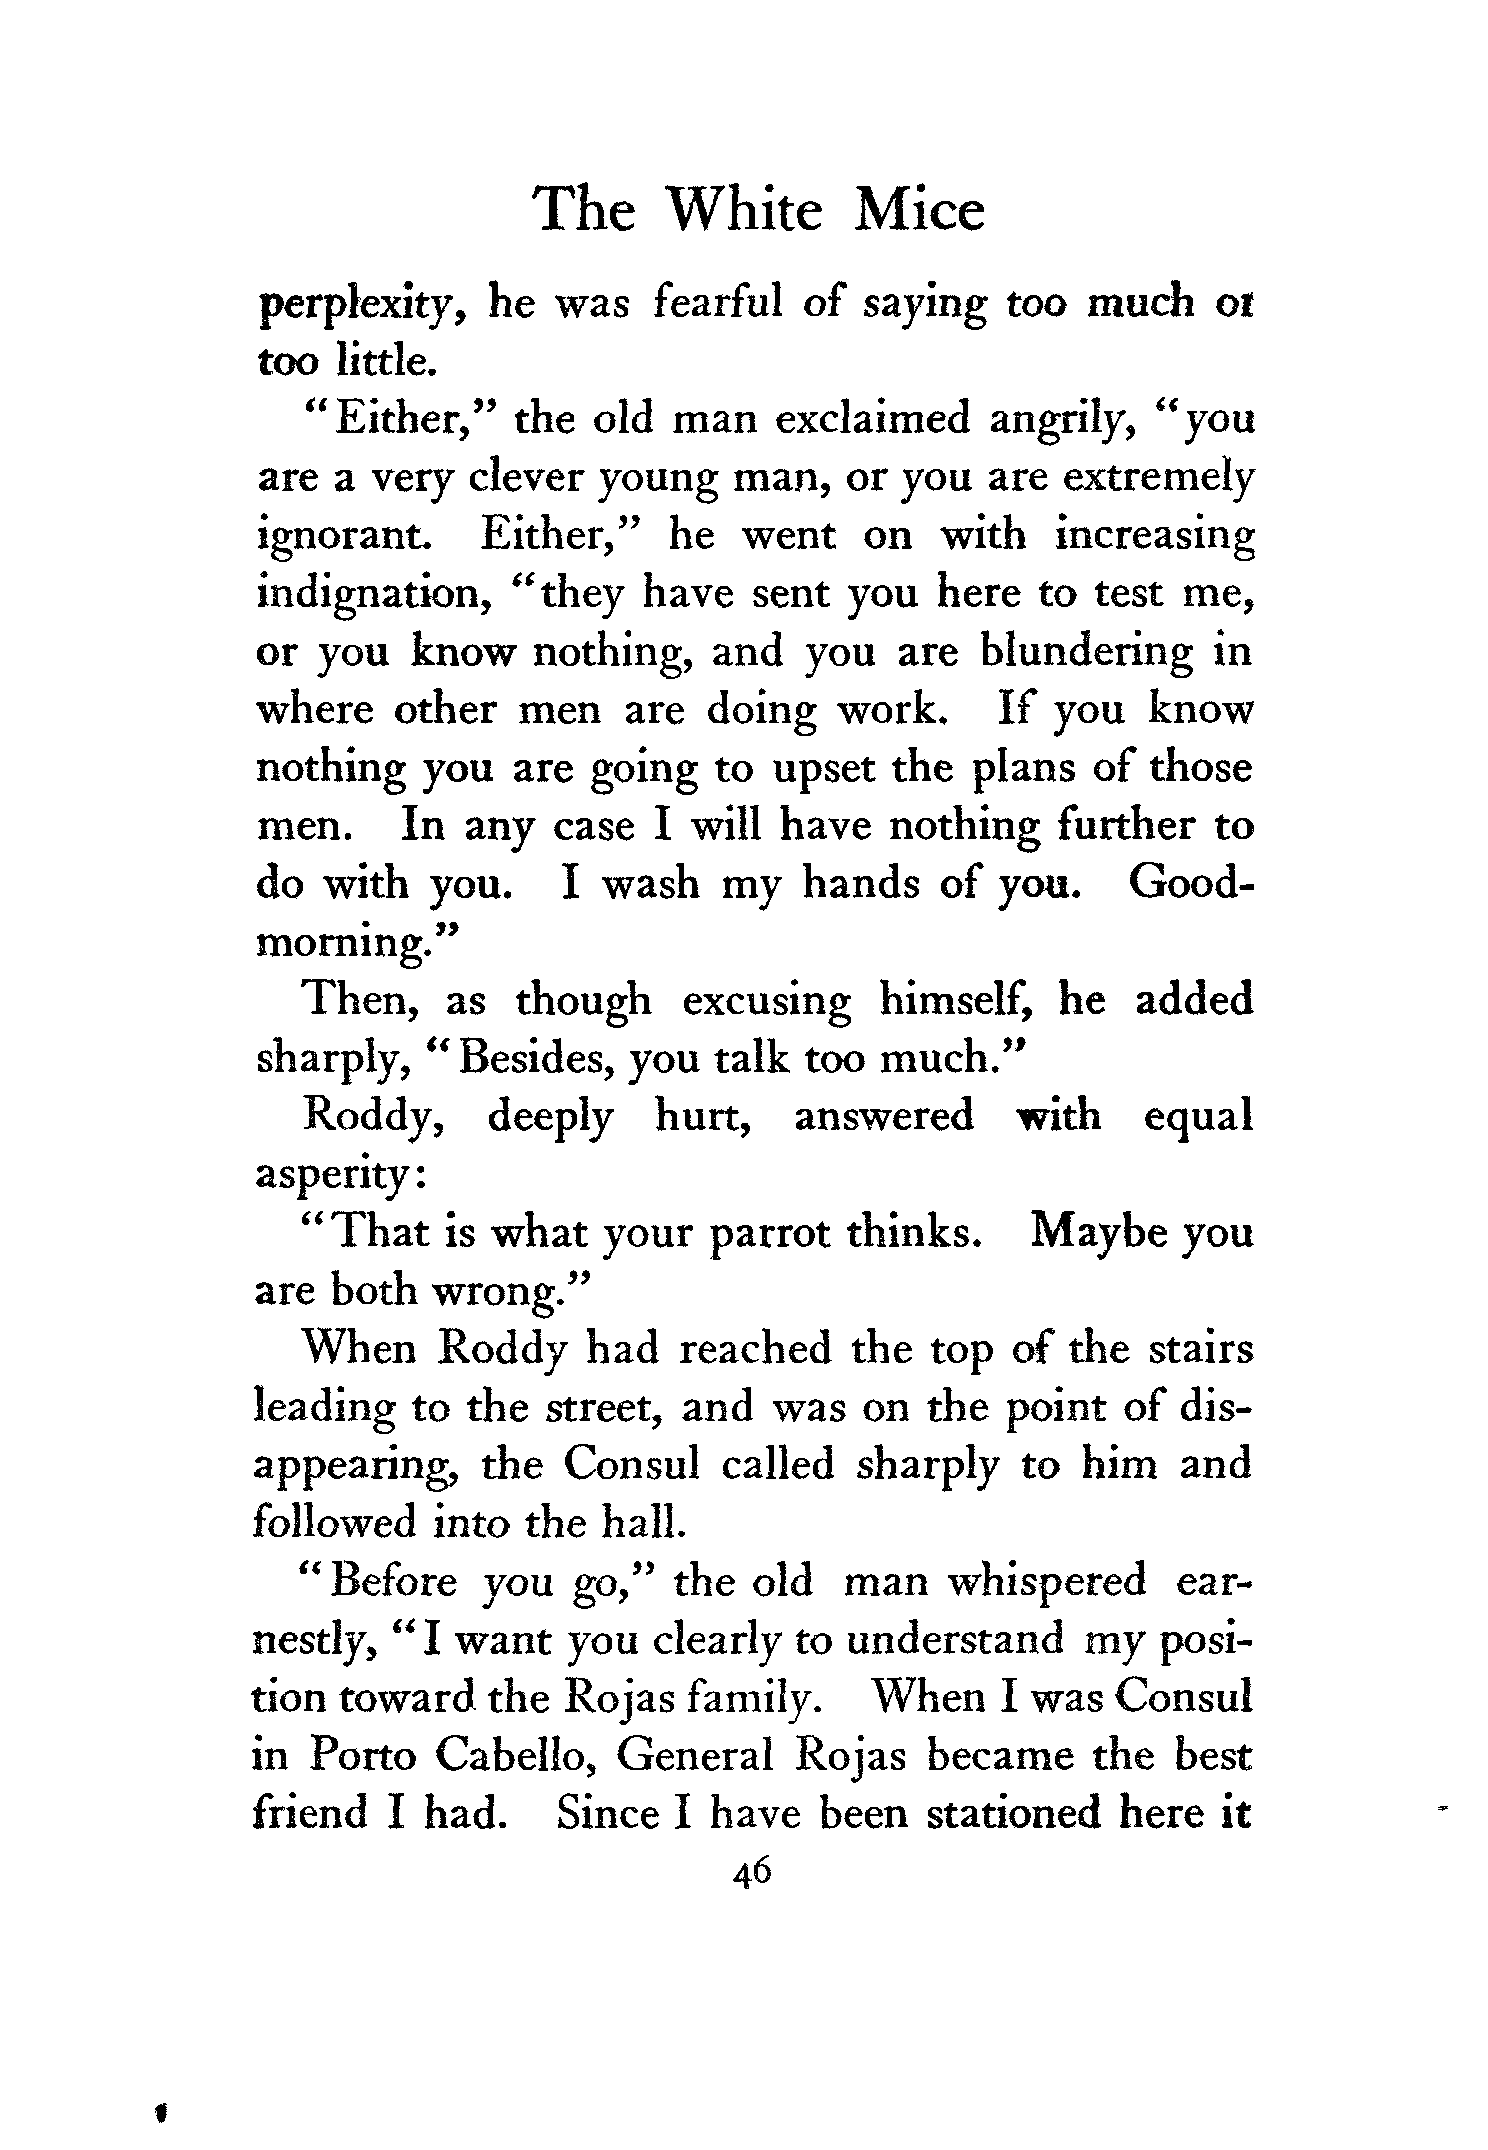 The White Mice
perplexity, he was fearful of saying too much or
too little.
"Either," the old man exclaimed angrily, "you
are a very clever young man, or you are extremely
ignorant. Either," he went on with increasing
indignation, "they have sent you here to test me,
or you know nothing, and you are blundering in
where other men are doing work. If you know
nothing you are going to upset the plans of those
men. In any case I will have nothing further to
do with you. I wash my hands of you. Good-
morning."
Then, as though excusing himself, he added
sharply, "Besides, you talk too much."
Roddy, deeply hurt, answered with equal
asperity:
"That is what your parrot thinks. Maybe you
are both wrong."
When Roddy had reached the top of the stairs
leading to the street, and was on the point of dis-
appearing, the Consul called sharply to him and
followed into the hall.
"Before you go," the old man whispered ear-
nestly, "I want you clearly to understand my posi-
tion toward the Rojas family. When I was Consul
in Porto Cabello, General Rojas became the best
friend I had. Since I have been stationed here it
46